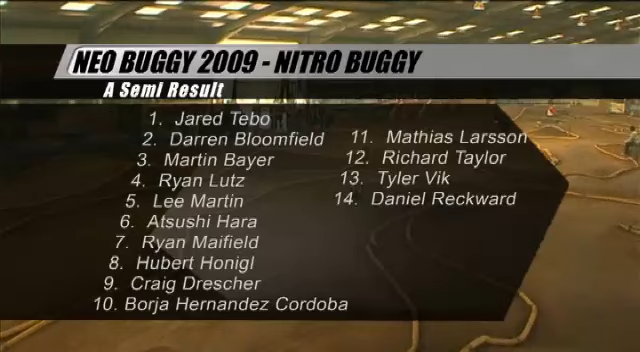 NEO BUGGY 2009 - NITRO BUGGY
A Semi Result
1. Jared Tebo
2. Darren Bloomfield
3. Martin Bayer
4. Ryan Lutz
5. Lee Martin
6. Atsushi Hara
7. Ryan Maifield
8. Hubert Honigl
9. Craig Drescher
10. Borja Hernandez Cordoba
11. Mathias Larsson
12. Richard Taylor
13. Tyler Vik
14. Daniel Reckward